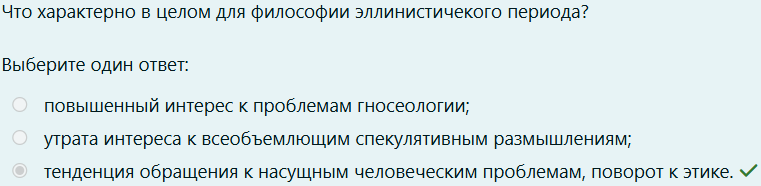 Что характерно в целом для философии эллинистичекого периода?
Выберите один ответ:
повышенный интерес к проблемам гносеологии;
утрата интереса к всеобъемлющим спекулятивным размышлениям;
тенденция обращения к насущным человеческим проблемам, поворот к этике.